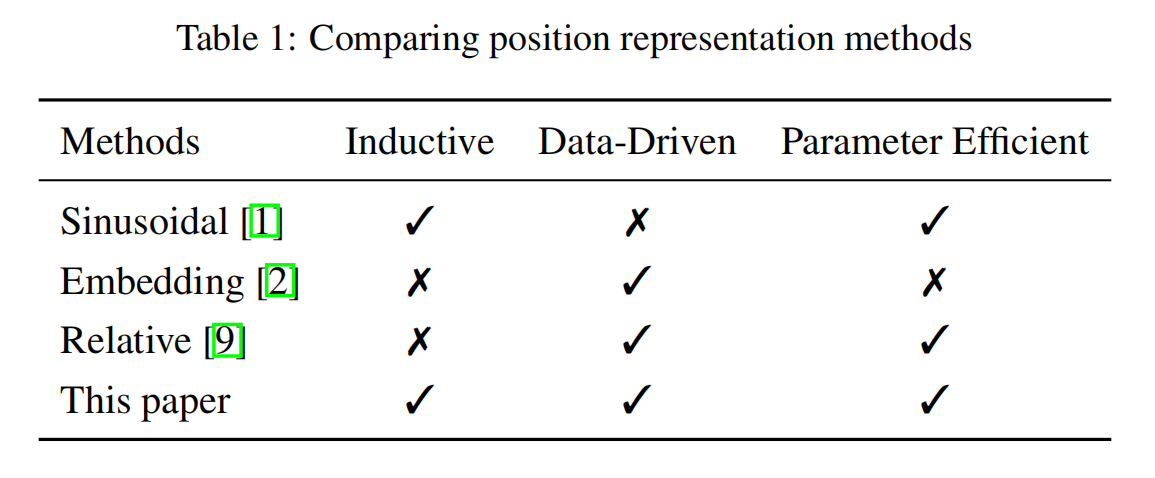 Table 1: Comparing position representation methods
Methods Inductive Data-Driven Parameter Efficient
Sinusoidal [1] ✓ ✗ ✓
Embedding [2] ✗ ✓ ✗
Relative [9] ✗ ✓ ✓
This paper ✓ ✓ ✓